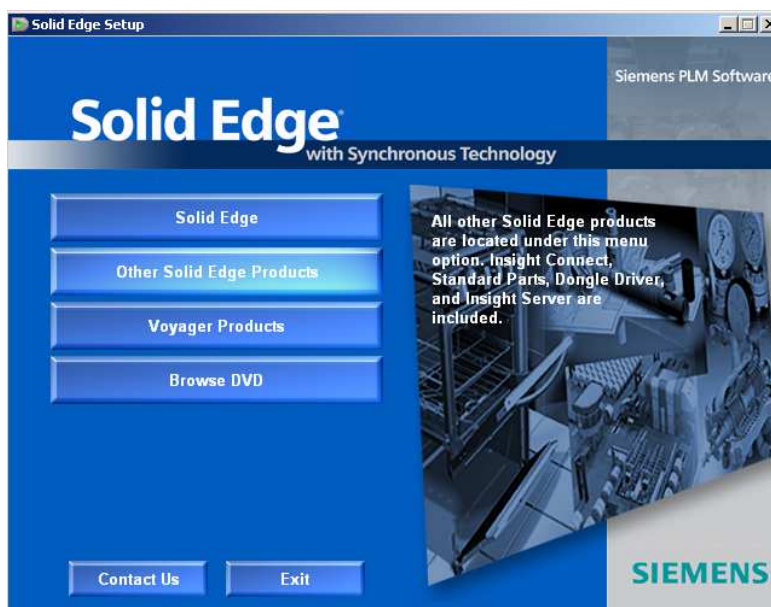 Solid Edge Setup
Siemens PLM Software
Solid Edge
with Synchronous Technology
Solid Edge
Other Solid Edge Products
Voyager Products
Browse DVD
All other Solid Edge products
are located under this menu
option. Insight Connect,
Standard Parts, Dongle Driver,
and Insight Server are
included.
Contact Us
Exit
SIEMENS